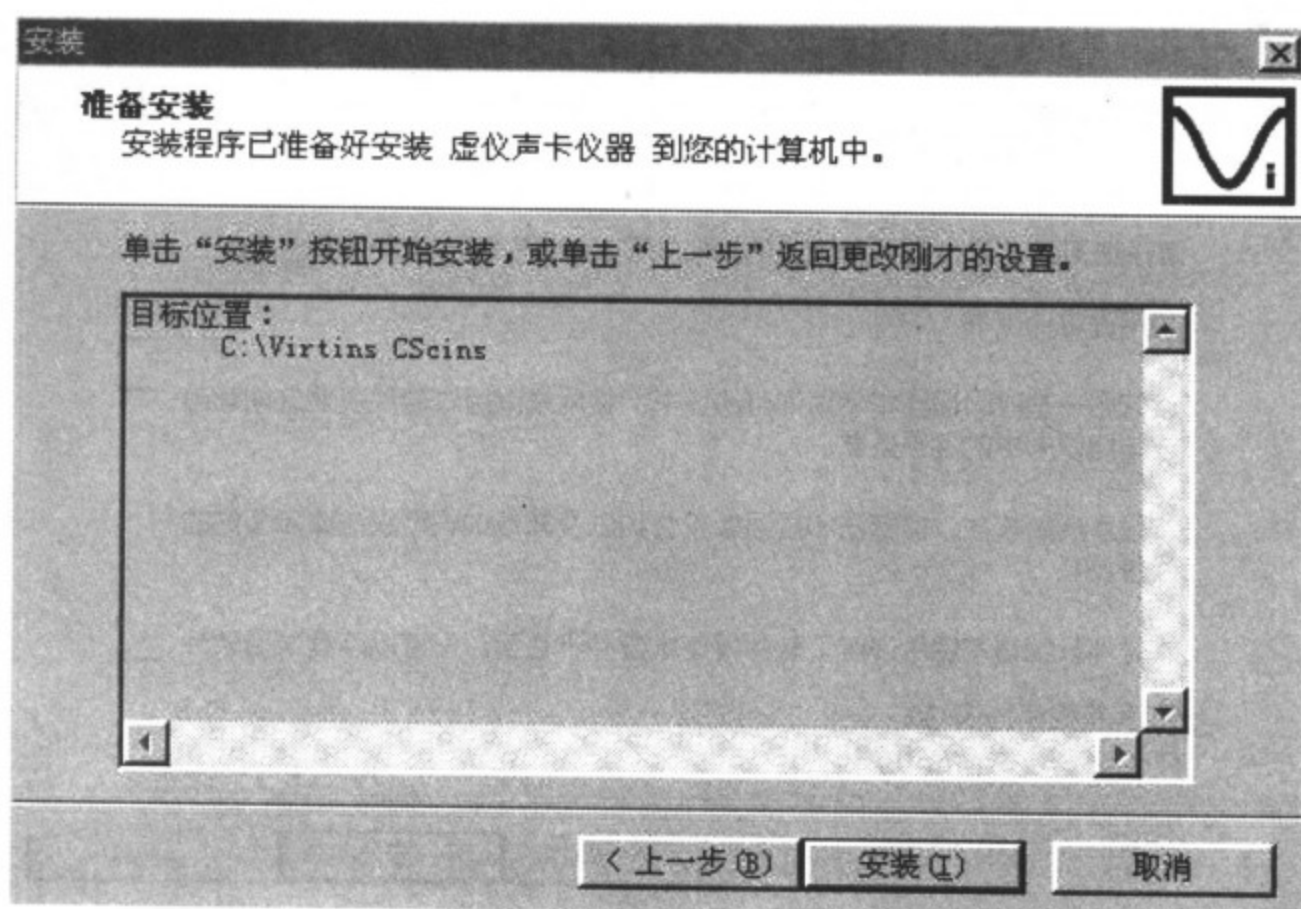 安装
准备安装
安装程序已准备好安装 虚仪声卡仪器 到您的计算机中。
i
单击“安装”按钮开始安装，或单击“上一步”返回更改刚才的设置。
目标位置：
C:\Virtins CScins
< 上一步(B)
安装(I)
取消